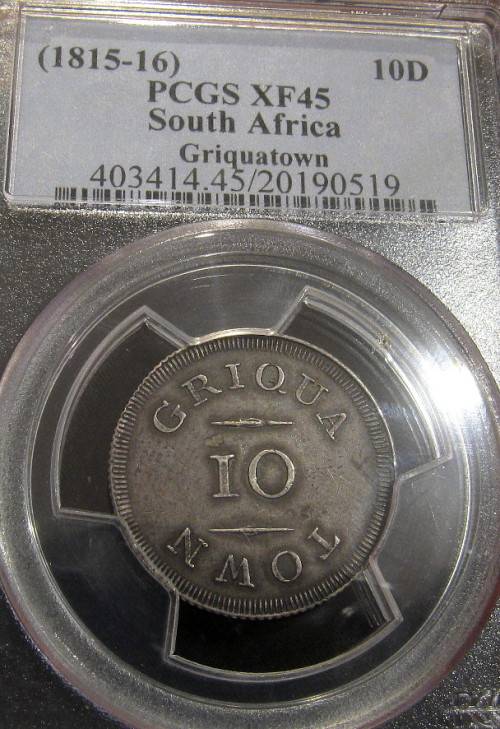 (1815-16) 10D
PCGS XF45
South Africa
Griquatown
403414.45/20190519
GRIQUA
10
TOWN